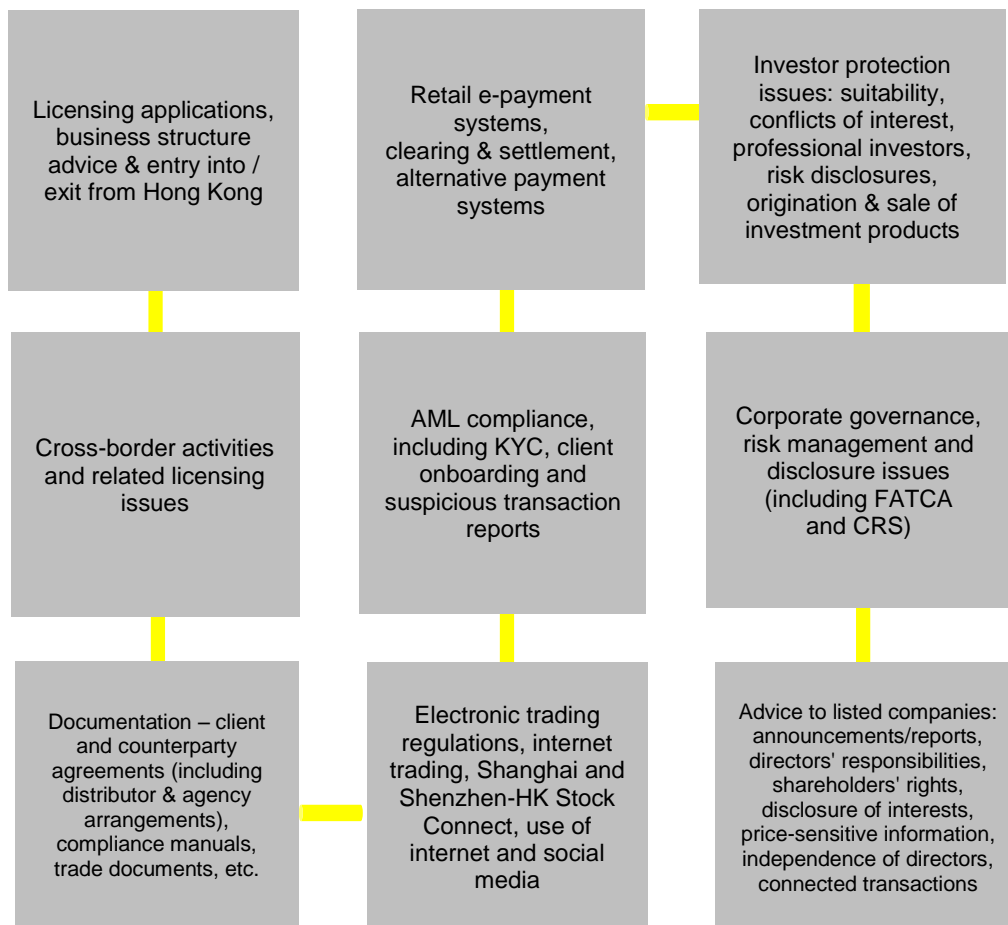 Licensing applications,
business structure
advice & entry into /
exit from Hong Kong
Cross-border activities
and related licensing
issues
Documentation – client
and counterparty
agreements (including
distributor & agency
arrangements),
compliance manuals,
trade documents, etc.
Electronic trading
regulations, internet
trading, Shanghai and
Shenzhen-HK Stock
Connect, use of
internet and social
media
AML compliance,
including KYC, client
onboarding and
suspicious transaction
reports
Retail e-payment
systems,
clearing & settlement,
alternative payment
systems
Investor protection
issues: suitability,
conflicts of interest,
professional investors,
risk disclosures,
origination & sale of
investment products
Corporate governance,
risk management and
disclosure issues
(including FATCA
and CRS)
Advice to listed companies:
announcements/reports,
directors' responsibilities,
shareholders' rights,
disclosure of interests,
price-sensitive information,
independence of directors,
connected transactions